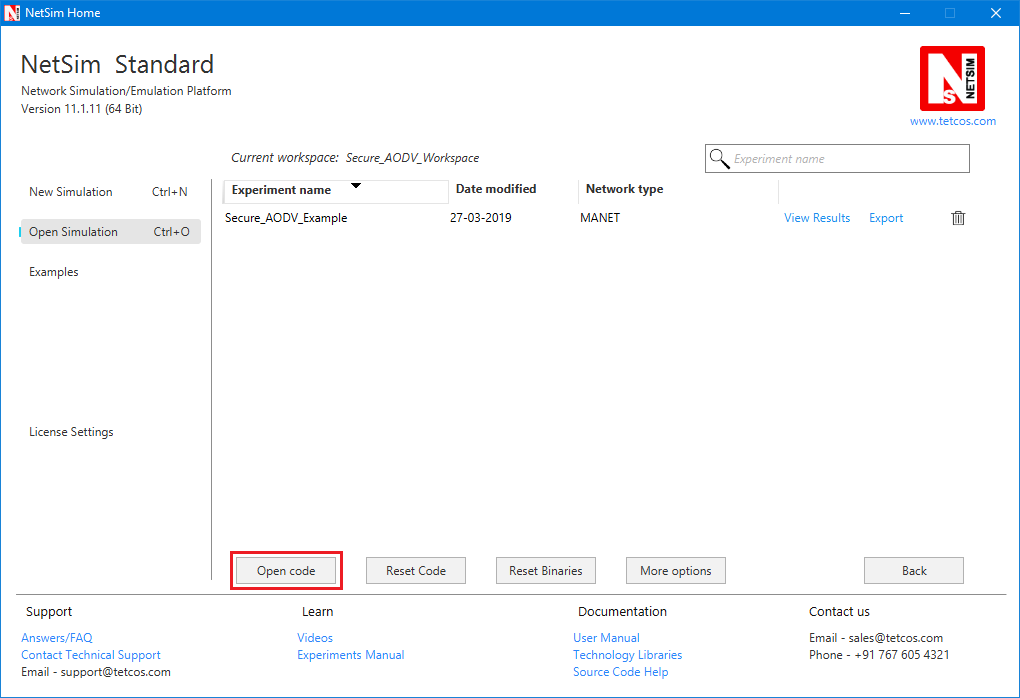 NetSim Home
NetSim Standard
Network Simulation/Emulation Platform
Version 11.1.11 (64 Bit)
NS NETSIM
www.tetcos.com
Current workspace: Secure_AODV_Workspace
Experiment name
New Simulation Ctrl+N
Open Simulation Ctrl+O
Examples
License Settings
Experiment name Date modified Network type
Secure_AODV_Example 27-03-2019 MANET View Results Export
Open code Reset Code Reset Binaries More options Back
Support Learn Documentation Contact us
Answers/FAQ Videos User Manual Email - sales@tetcos.com
Contact Technical Support Experiments Manual Technology Libraries Phone - +91 767 605 4321
Email - support@tetcos.com Source Code Help